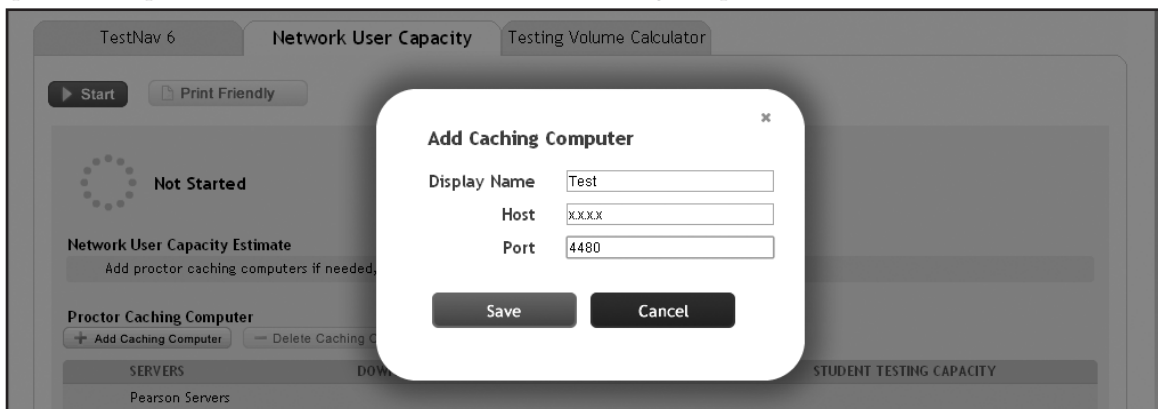 TestNav 6 Network User Capacity Testing Volume Calculator
Start Print Friendly
Not Started
Network User Capacity Estimate
Add proctor caching computers if needed,
Proctor Caching Computer
Add Caching Computer Delete Caching
SERVERS STUDENT TESTING CAPACITY
Pearson Servers
Add Caching Computer
Display Name Test
Host x.x.x.x
Port 4480
Save Cancel